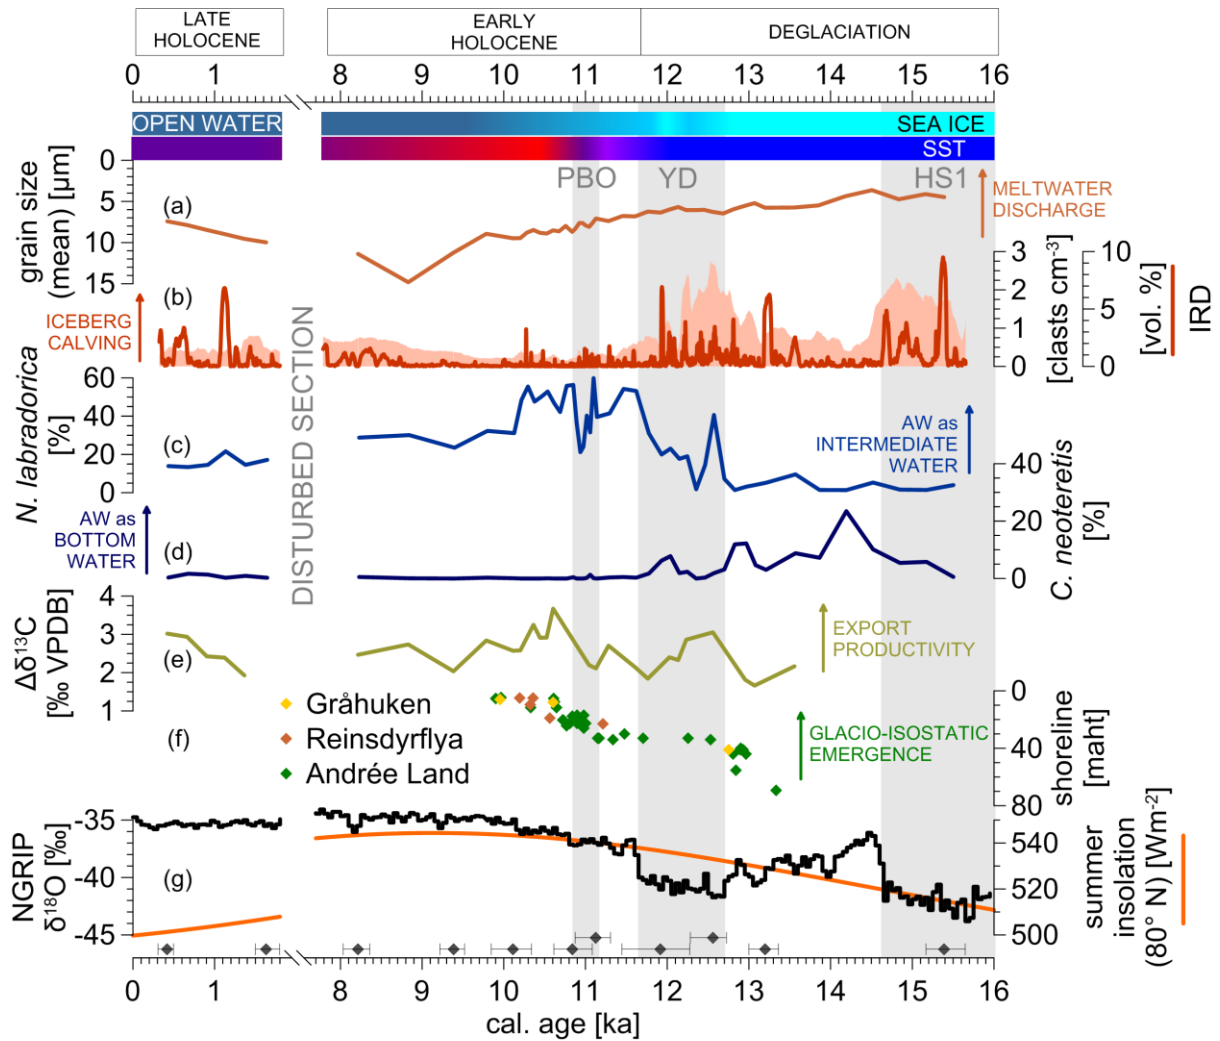 LATE
HOLOCENE
EARLY
HOLOCENE
DEGLACIATION
0 1 8 9 10 11 12 13 14 15 16
OPEN WATER
SEA ICE
SST
PBO YD HS1
grain size
(mean) [µm]
0
5
10
15
(a)
MELTWATER
DISCHARGE
(b)
ICEBERG
CALVING
3
2
1
0
[clasts cm⁻³]
10
5
0
[vol. %]
IRD
DISTURBED SECTION
N. labradorica
[%]
60
40
20
0
(c)
AW as
INTERMEDIATE
WATER
AW as
BOTTOM
WATER
(d)
40
20
0
C. neoteretis
[%]
Δδ¹³C
[‰ VPDB]
4
3
2
1
(e)
EXPORT
PRODUCTIVITY
(f)
Gråhuken
Reinsdyrflya
Andrée Land
GLACIO-ISOSTATIC
EMERGENCE
0
40
80
shoreline
[maht]
NGRIP
δ¹⁸O [‰]
-35
-40
-45
(g)
540
520
500
summer
insolation
(80° N) [Wm⁻²]
0 1 8 9 10 11 12 13 14 15 16
cal. age [ka]